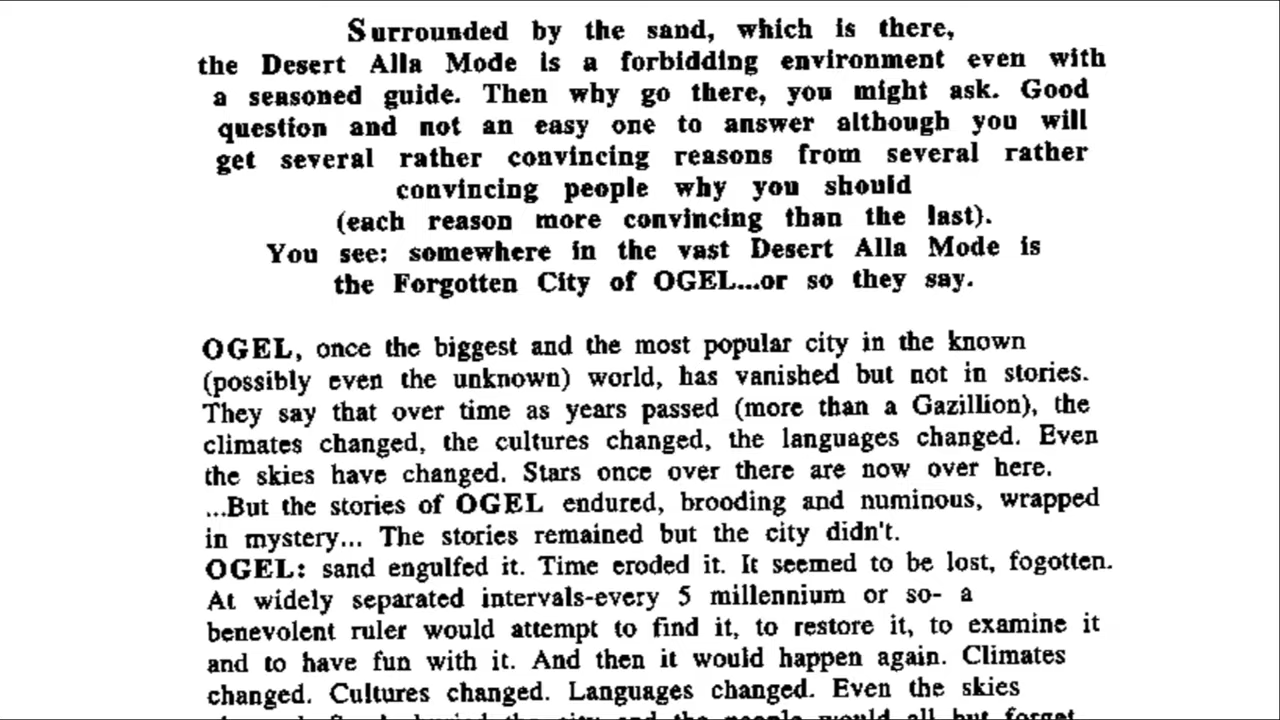 Surrounded by the sand, which is there,
the Desert Alla Mode is a forbidding environment even with
a seasoned guide. Then why go there, you might ask. Good
question and not an easy one to answer although you will
get several rather convincing reasons from several rather
convincing people why you should
(each reason more convincing than the last).
You see: somewhere in the vast Desert Alla Mode is
the Forgotten City of OGEL...or so they say.
OGEL, once the biggest and the most popular city in the known
(possibly even the unknown) world, has vanished but not in stories.
They say that over time as years passed (more than a Gazillion), the
climates changed, the cultures changed, the languages changed. Even
the skies have changed. Stars once over there are now over here.
...But the stories of OGEL endured, brooding and numinous, wrapped
in mystery... The stories remained but the city didn't.
OGEL: sand engulfed it. Time eroded it. It seemed to be lost, fogotten.
At widely separated intervals-every 5 millennium or so- a
benevolent ruler would attempt to find it, to restore it, to examine it
and to have fun with it. And then it would happen again. Climates
changed. Cultures changed. Languages changed. Even the skies
the city and the people would all but forget